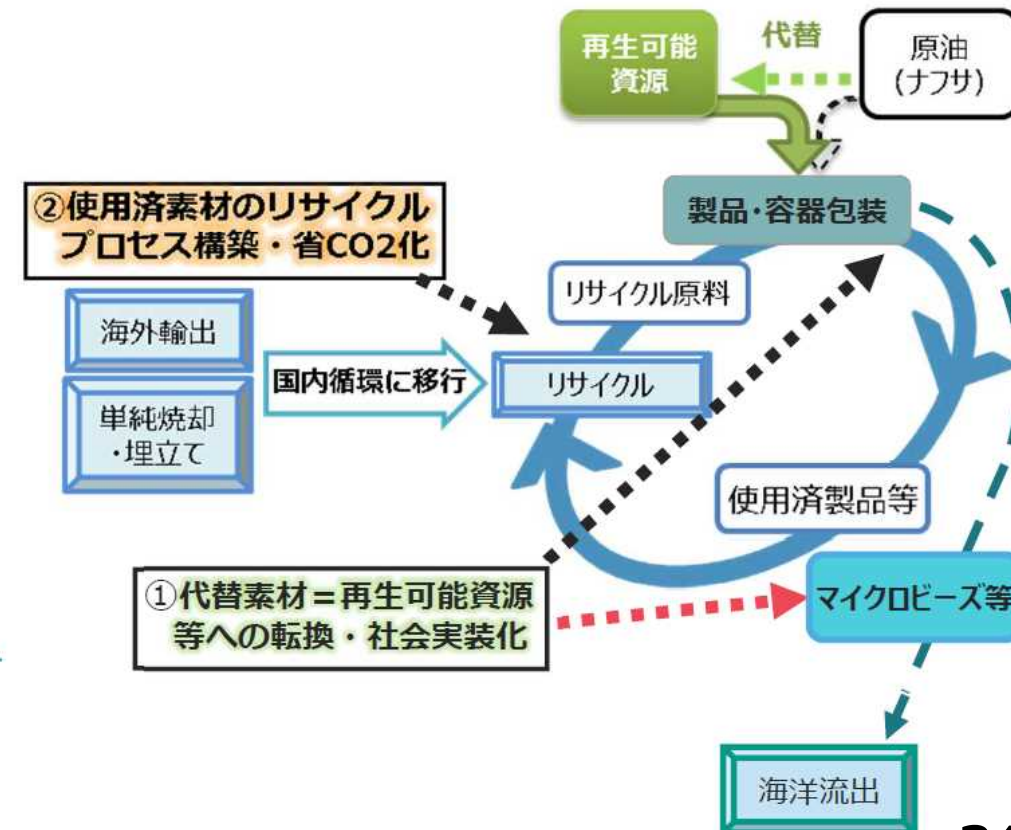 再生可能
資源
代替
原油
(ナフサ)
製品・容器包装
②使用済素材のリサイクル
プロセス構築・省CO2化
リサイクル原料
海外輸出
国内循環に移行
リサイクル
単純焼却
・埋立て
使用済製品等
①代替素材＝再生可能資源
等への転換・社会実装化
マイクロビーズ等
海洋流出